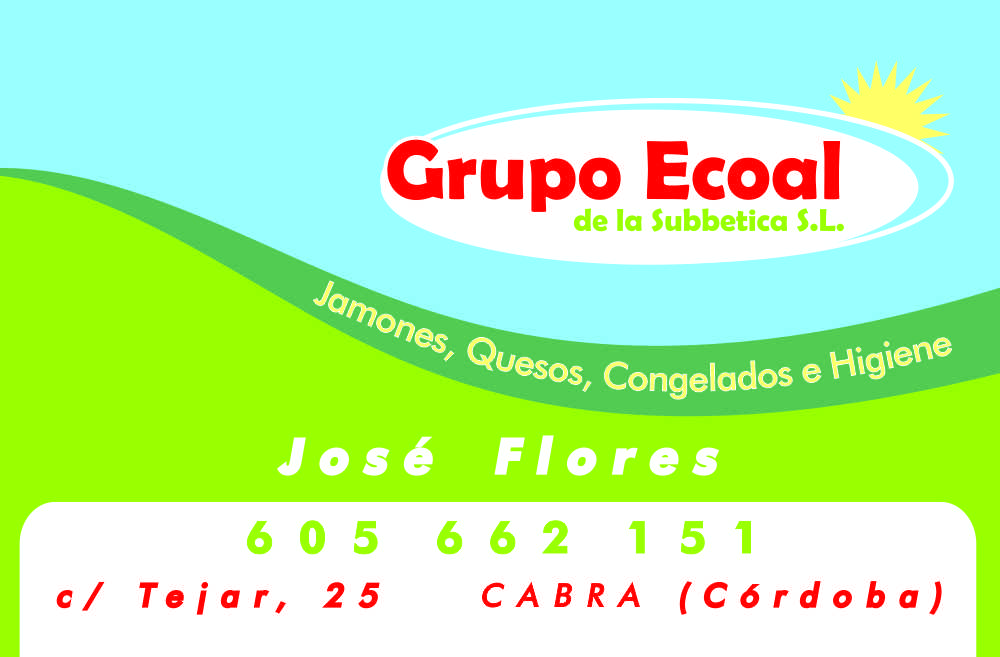 Grupo Ecoal
de la Subbetica S.L.
Jamones, Quesos, Congelados e Higiene
José Flores
605 662 151
c/ Tejar, 25 CABRA (Córdoba)